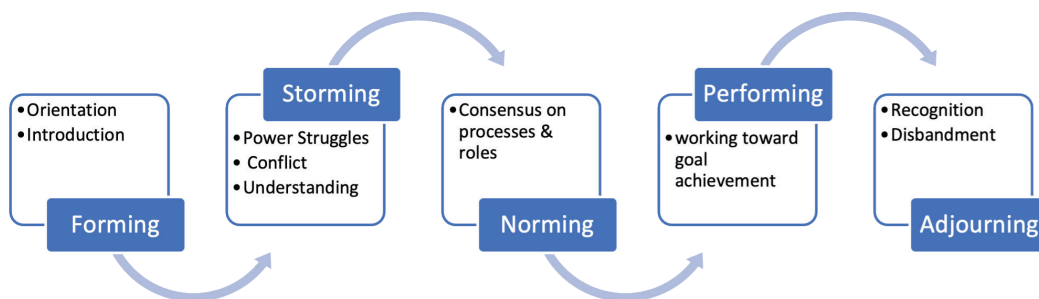 • Orientation
• Introduction
Forming
Storming
• Power Struggles
• Conflict
• Understanding
• Consensus on
processes &
roles
Norming
Performing
• working toward
goal
achievement
• Recognition
• Disbandment
Adjourning